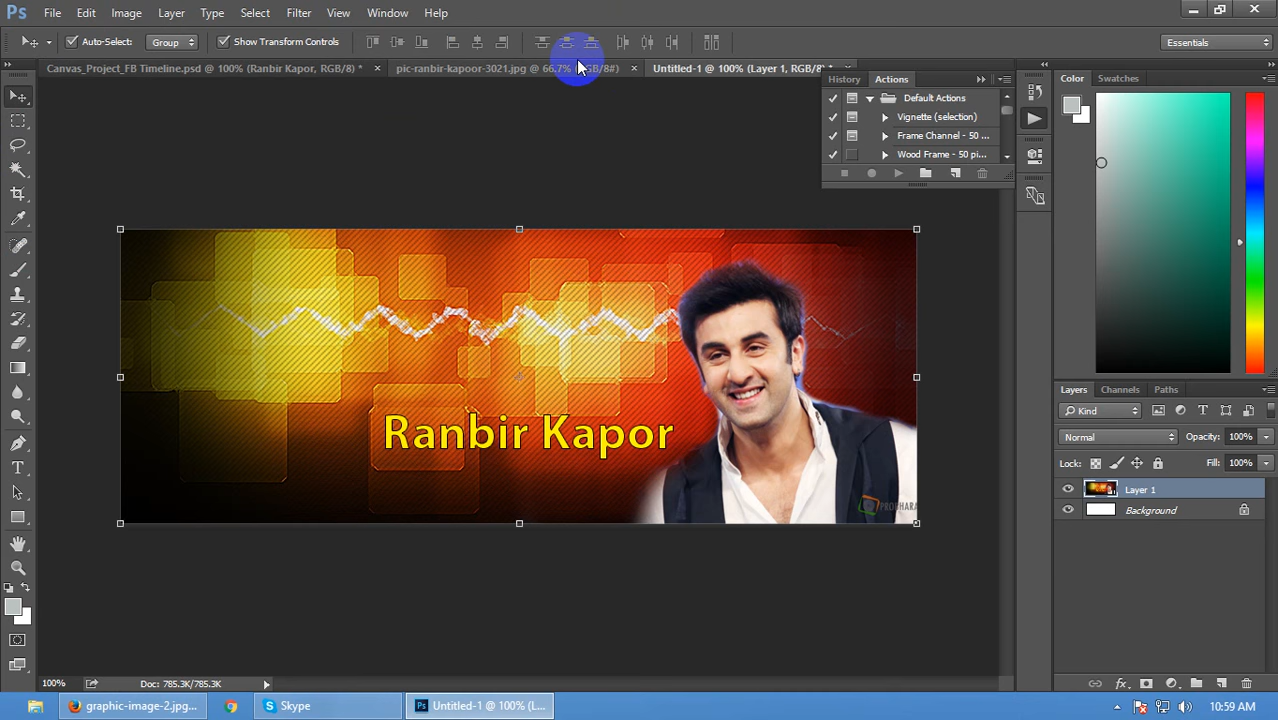 Ps File Edit Image Layer Type Select Filter View Window Help
Auto-Select: Group Show Transform Controls Essentials
Canvas_Project_FB Timeline.psd @ 100% (Ranbir Kapor, RGB/8) * × pic-ranbir-kapoor-3021.jpg @ 66.7% (RGB/8#) × Untitled-1 @ 100% (Layer 1, RGB/8) * ×
History Actions
Default Actions
Vignette (selection)
Frame Channel - 50 ...
Wood Frame - 50 pi...
Color Swatches
Ranbir Kapor
Layers Channels Paths
Kind
Normal Opacity: 100%
Lock: Fill: 100%
Layer 1
Background
100% Doc: 785.3K/785.3K
graphic-image-2.jpg... Skype Untitled-1 @ 100% (L... 10:59 AM